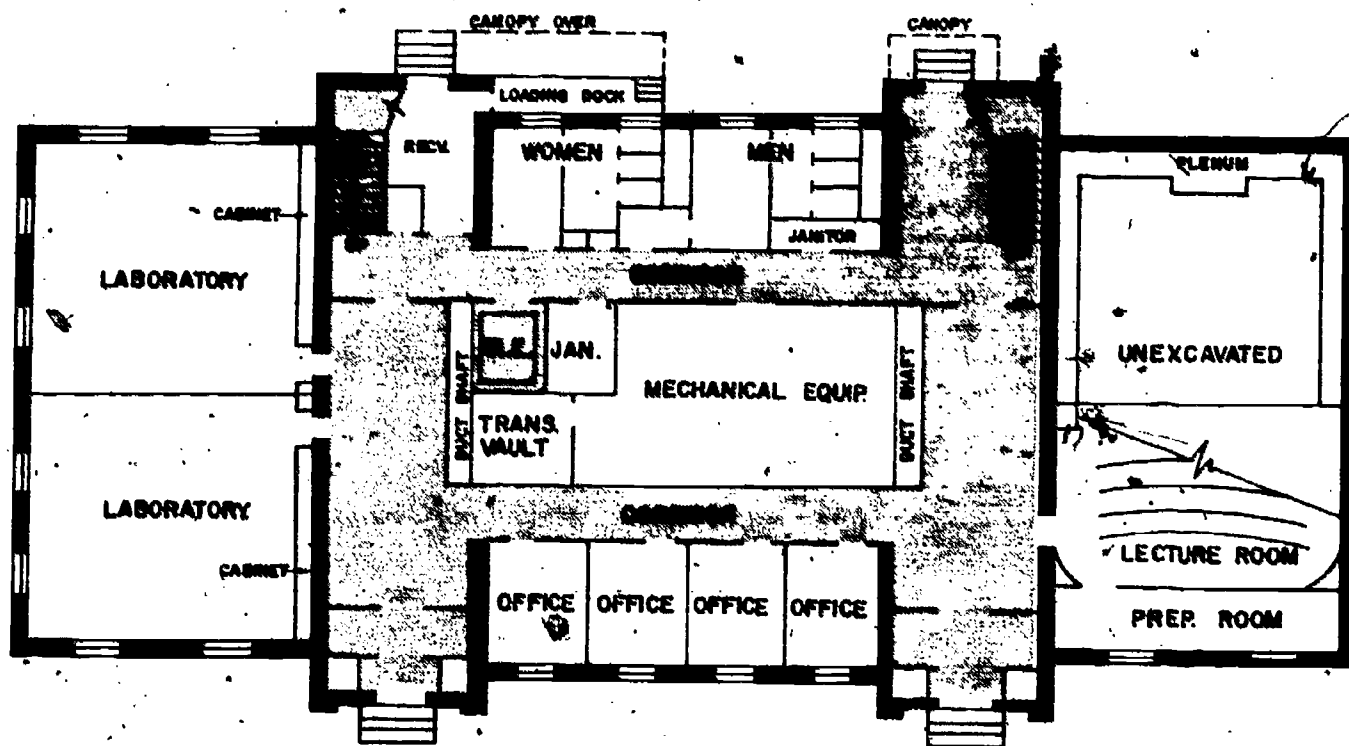 CANOPY OVER
CANOPY
LOADING DOCK
RECV.
WOMEN
MEN
PLENUM
CABINET
JANITOR
LABORATORY
ELE.
JAN.
UNEXCAVATED
DUCT SHAFT
MECHANICAL EQUIP.
DUCT SHAFT
TRANS.
VAULT
LABORATORY
LECTURE ROOM
CABINET
OFFICE
OFFICE
OFFICE
OFFICE
PREP. ROOM